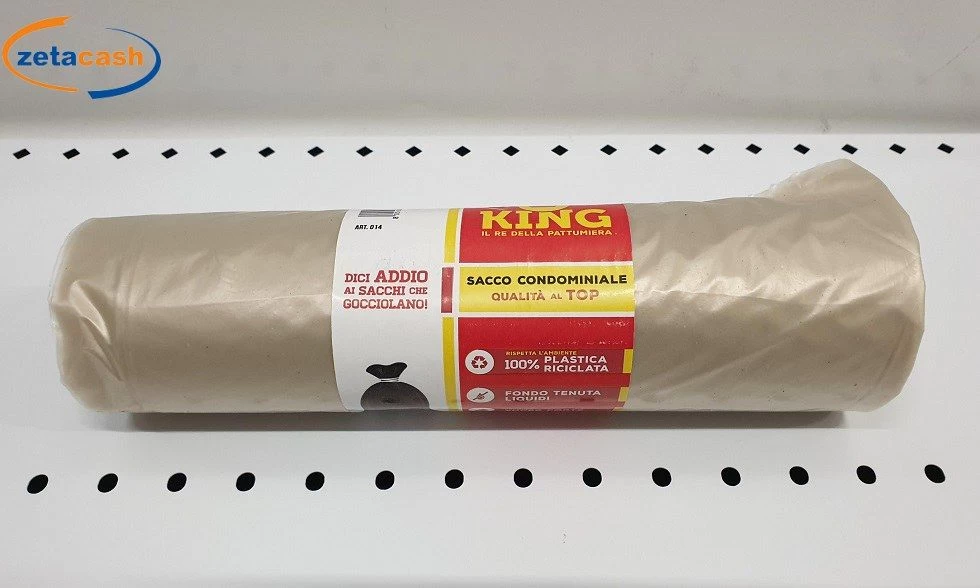 zetacash
ART. 014
DICI ADDIO
AI SACCHI CHE
GOCCIOLANO!
KING
IL RE DELLA PATTUMIERA
SACCO CONDOMINIALE
QUALITÀ AL TOP
RISPETTA L'AMBIENTE
100% PLASTICA
RICICLATA
FONDO TENUTA
LIQUIDI